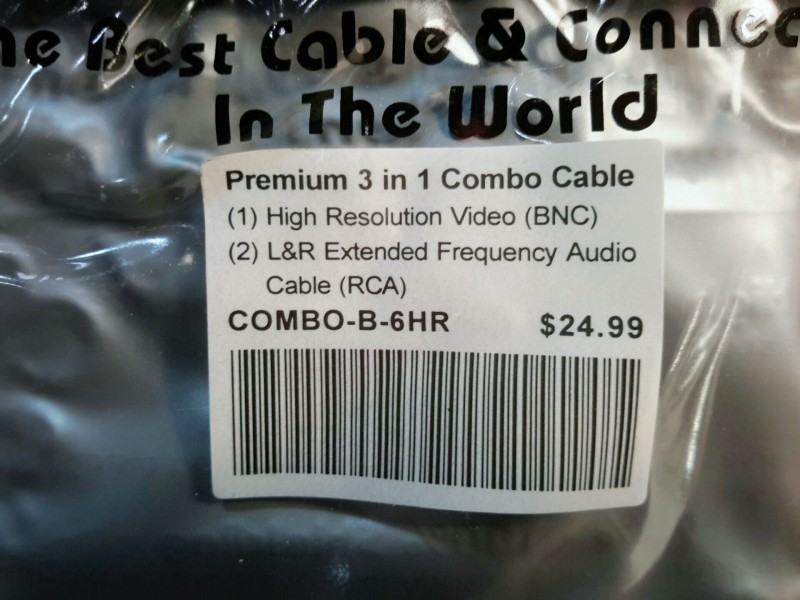 Best Cable & 
In The World
Premium 3 in 1 Combo Cable
(1) High Resolution Video (BNC)
(2) L&R Extended Frequency Audio
Cable (RCA)
COMBO-B-6HR $24.99